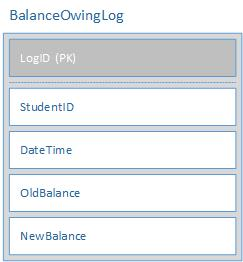 BalanceOwingLog
LogID (PK)
StudentID
DateTime
OldBalance
NewBalance